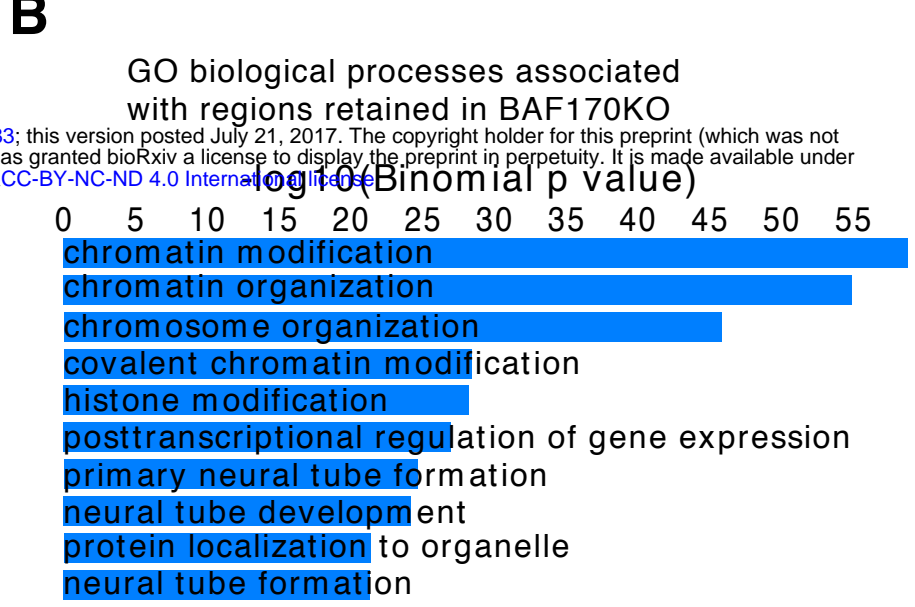 B
GO biological processes associated
with regions retained in BAF170KO
33; this version posted July 21, 2017. The copyright holder for this preprint (which was not
as granted bioRxiv a license to display the preprint in perpetuity. It is made available under
CC-BY-NC-ND 4.0 International license
-log10(Binomial p value)
0 5 10 15 20 25 30 35 40 45 50 55
chromatin modification
chromatin organization
chromosome organization
covalent chromatin modification
histone modification
posttranscriptional regulation of gene expression
primary neural tube formation
neural tube development
protein localization to organelle
neural tube formation